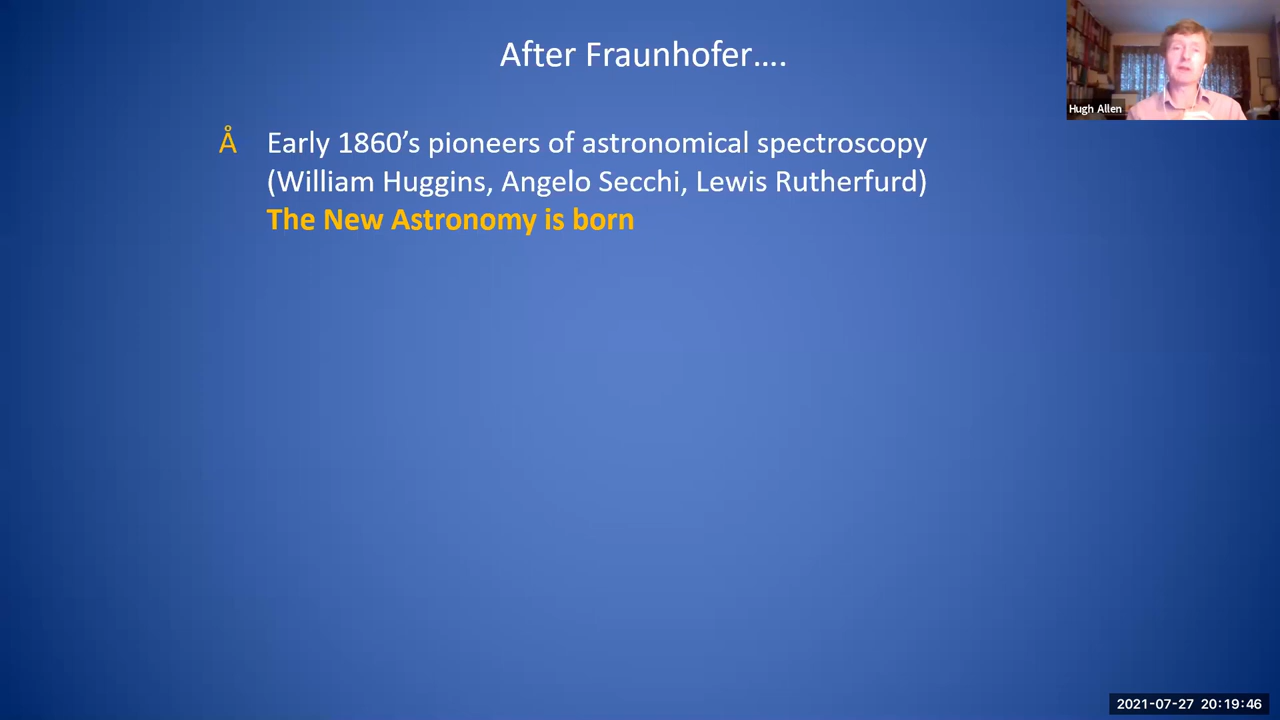 After Fraunhofer....
Hugh Allen
Å Early 1860’s pioneers of astronomical spectroscopy
(William Huggins, Angelo Secchi, Lewis Rutherfurd)
The New Astronomy is born
2021-07-27 20:19:46